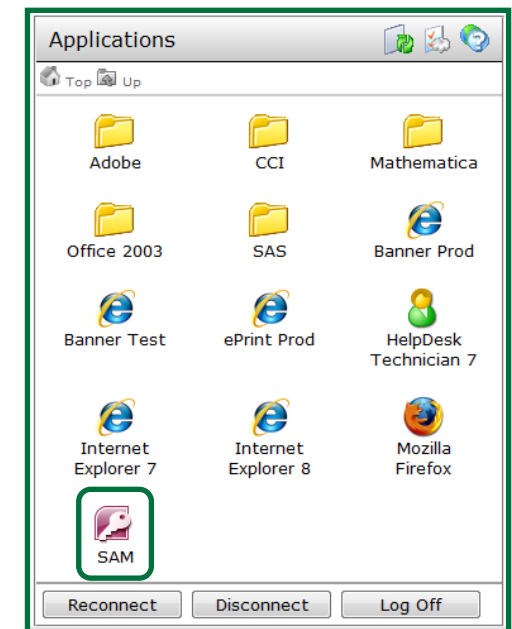 Applications
Top Up
Adobe CCI Mathematica
Office 2003 SAS Banner Prod
Banner Test ePrint Prod HelpDesk
Technician 7
Internet
Explorer 7
Internet
Explorer 8
Mozilla
Firefox
SAM
Reconnect Disconnect Log Off